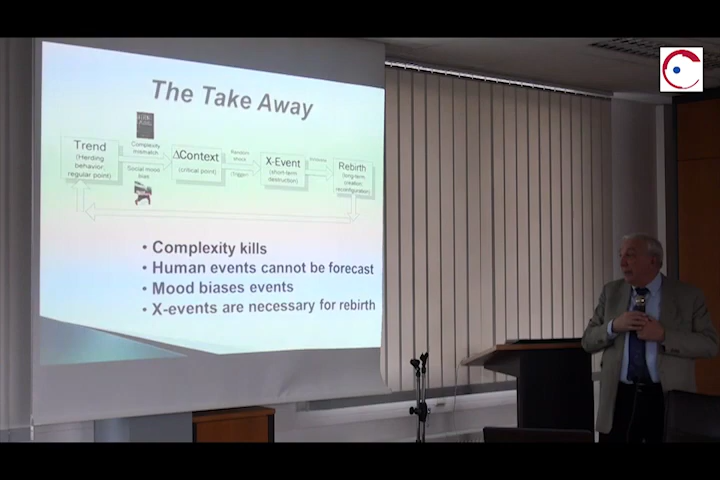 The Take Away
Trend
(Herding
behavior;
regular point)
Complexity
mismatch
Social mood
bias
ΔContext
(critical point)
Random
shock
(Trigger)
X-Event
(short-term
destruction)
Rebirth
(long-term
creation,
reconfiguration)
• Complexity kills
• Human events cannot be forecast
• Mood biases events
• X-events are necessary for rebirth